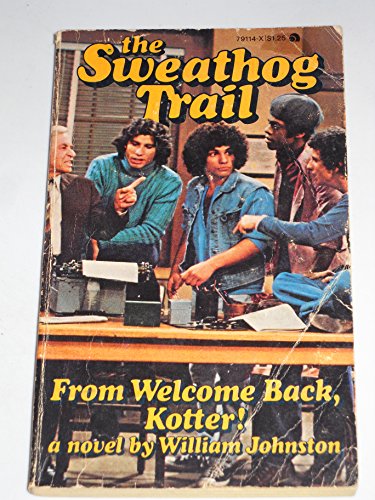 79114-X | $1.25
the
Sweathog
Trail
From Welcome Back,
Kotter!
a novel by William Johnston